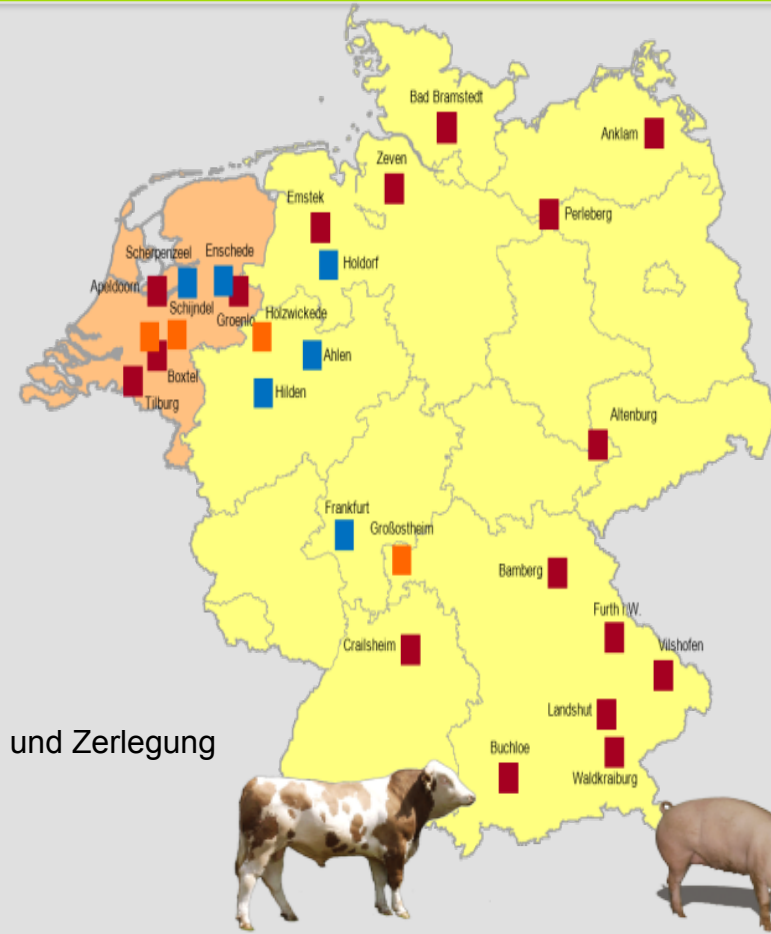 Bad Bramstedt
Anklam
Zeven
Emstek
Perleberg
Scherpenzeel
Enschede
Holdorf
Apeldoorn
Schijndel
Groenlo
Holzwickede
Ahlen
Boxtel
Hilden
Tilburg
Altenburg
Frankfurt
Großostheim
Bamberg
Furth i.W.
Crailsheim
Vilshofen
Landshut
und Zerlegung
Buchloe
Waldkraiburg